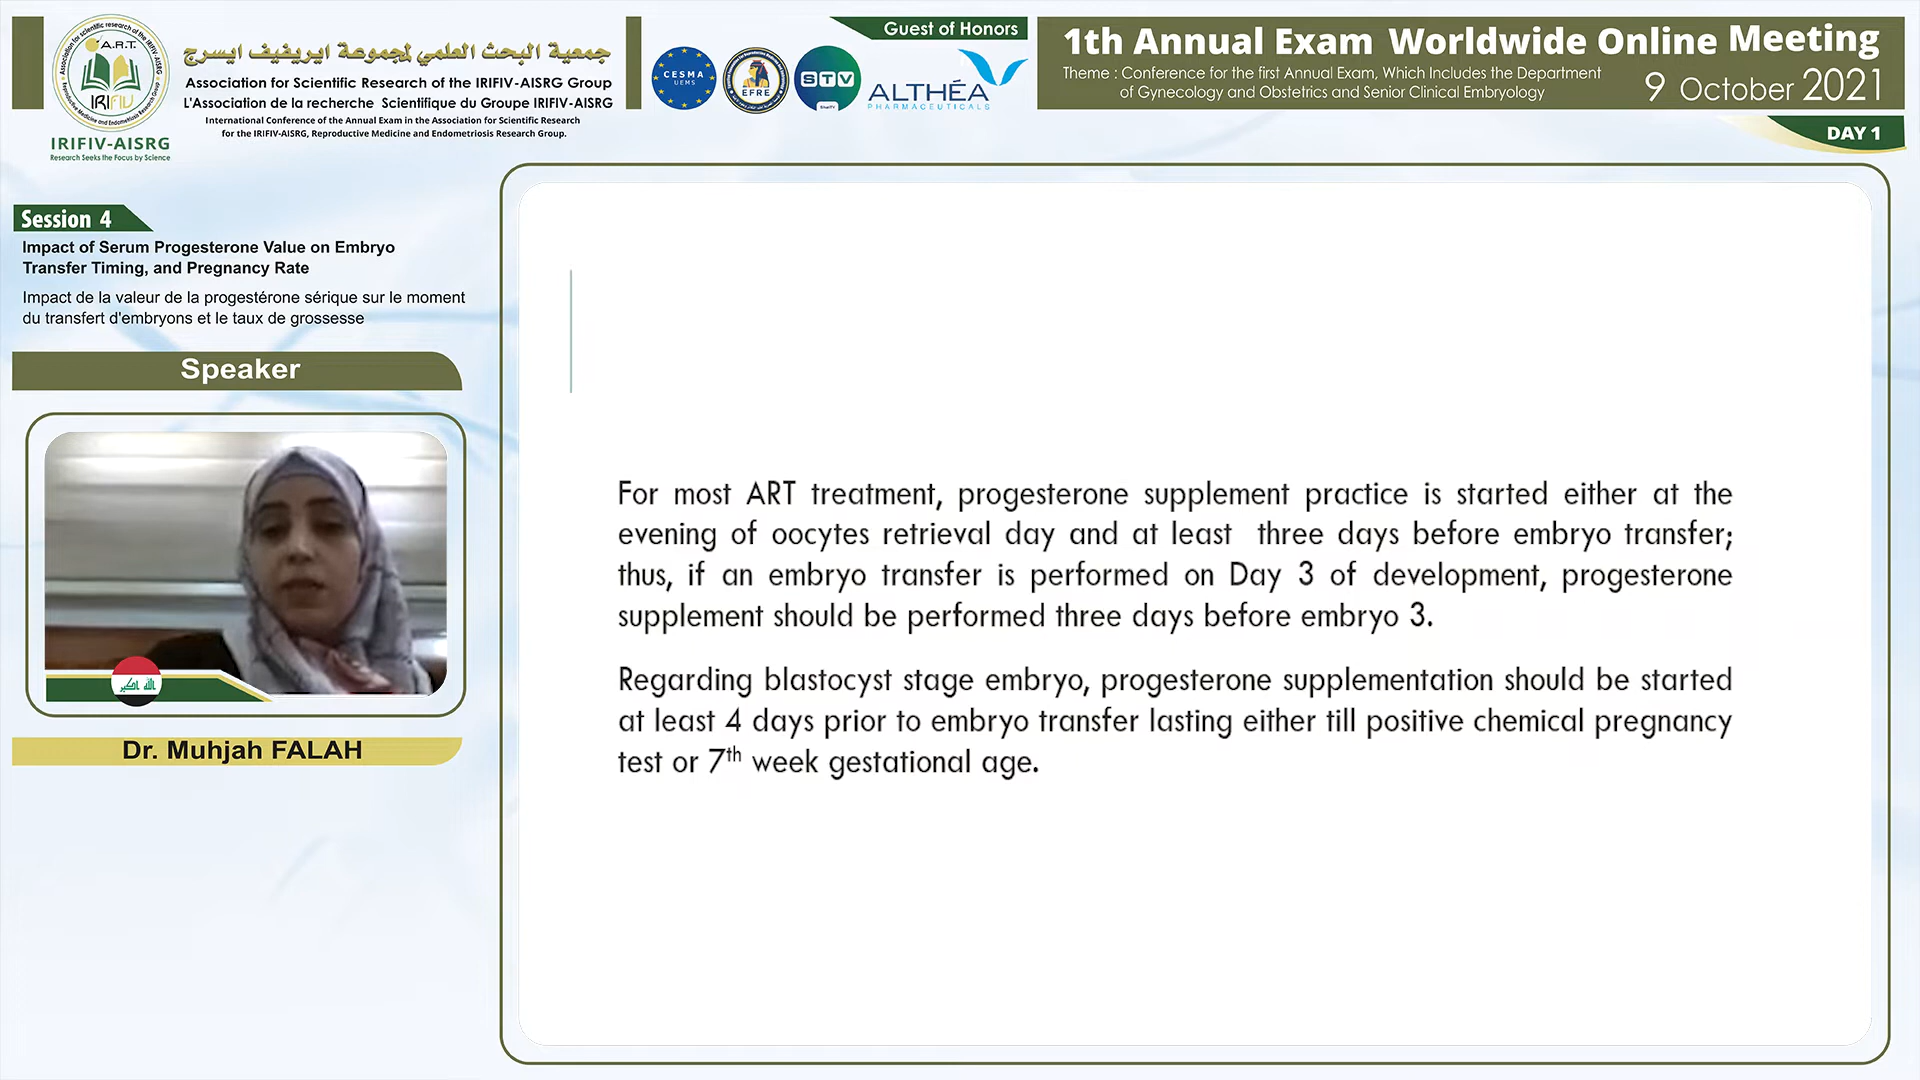 A.R.T.
IRIFIV
IRIFIV-AISRG
Research Seeks the Focus by Science
جمعية البحث العلمي لمجموعة ايريفيف ايسرج
Association for Scientific Research of the IRIFIV-AISRG Group
L'Association de la recherche Scientifique du Groupe IRIFIV-AISRG
International Conference of the Annual Exam in the Association for Scientific Research
for the IRIFIV-AISRG, Reproductive Medicine and Endometriosis Research Group.
Guest of Honors
CESMA
UEMS
EFRE
STV
ALTHÉA
PHARMACEUTICALS
1th Annual Exam Worldwide Online Meeting
Theme : Conference for the first Annual Exam, Which Includes the Department
of Gynecology and Obstetrics and Senior Clinical Embryology
9 October 2021
DAY 1
Session 4
Impact of Serum Progesterone Value on Embryo
Transfer Timing, and Pregnancy Rate
Impact de la valeur de la progestérone sérique sur le moment
du transfert d'embryons et le taux de grossesse
Speaker
الله اكبر
Dr. Muhjah FALAH
For most ART treatment, progesterone supplement practice is started either at the
evening of oocytes retrieval day and at least three days before embryo transfer;
thus, if an embryo transfer is performed on Day 3 of development, progesterone
supplement should be performed three days before embryo 3.
Regarding blastocyst stage embryo, progesterone supplementation should be started
at least 4 days prior to embryo transfer lasting either till positive chemical pregnancy
test or 7th week gestational age.